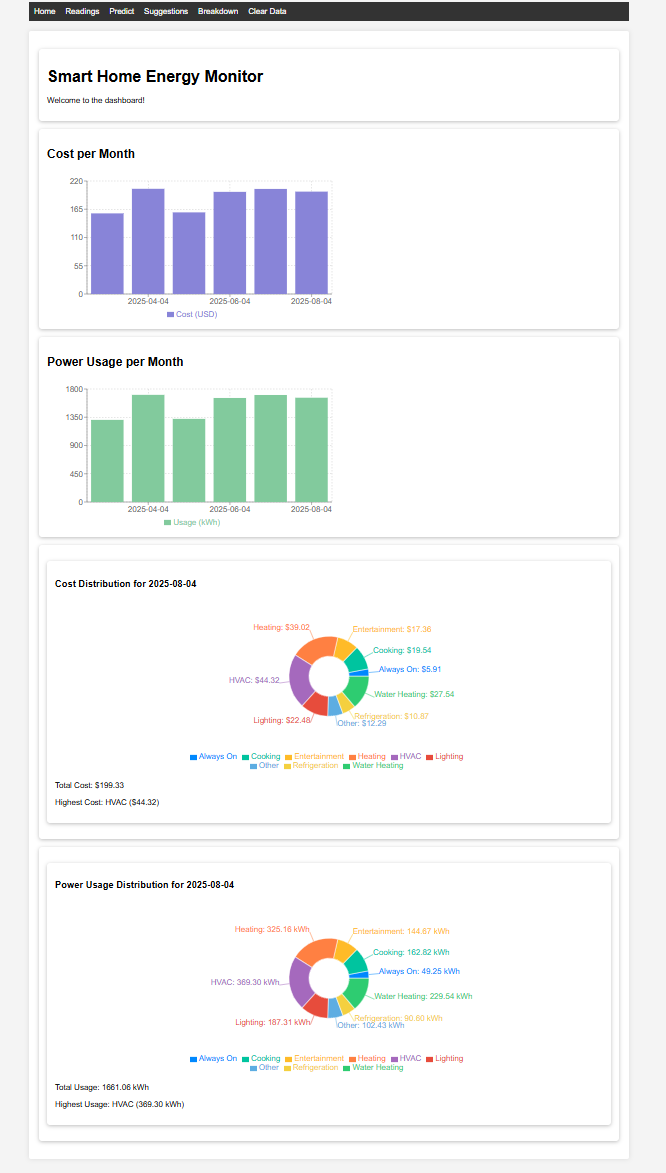 Home Readings Predict Suggestions Breakdown Clear Data
Smart Home Energy Monitor
Welcome to the dashboard!
Cost per Month
220
165
110
55
0
2025-04-04 2025-06-04 2025-08-04
Cost (USD)
Power Usage per Month
1800
1350
900
450
0
2025-04-04 2025-06-04 2025-08-04
Usage (kWh)
Cost Distribution for 2025-08-04
Heating: $39.02
Entertainment: $17.36
Cooking: $19.54
Always On: $5.91
HVAC: $44.32
Water Heating: $27.54
Refrigeration: $10.87
Lighting: $22.48
Other: $12.29
Always On Cooking Entertainment Heating HVAC Lighting
Other Refrigeration Water Heating
Total Cost: $199.33
Highest Cost: HVAC ($44.32)
Power Usage Distribution for 2025-08-04
Heating: 325.16 kWh
Entertainment: 144.67 kWh
Cooking: 162.82 kWh
Always On: 49.25 kWh
HVAC: 369.30 kWh
Water Heating: 229.54 kWh
Refrigeration: 90.60 kWh
Lighting: 187.31 kWh
Other: 102.43 kWh
Always On Cooking Entertainment Heating HVAC Lighting
Other Refrigeration Water Heating
Total Usage: 1661.06 kWh
Highest Usage: HVAC (369.30 kWh)